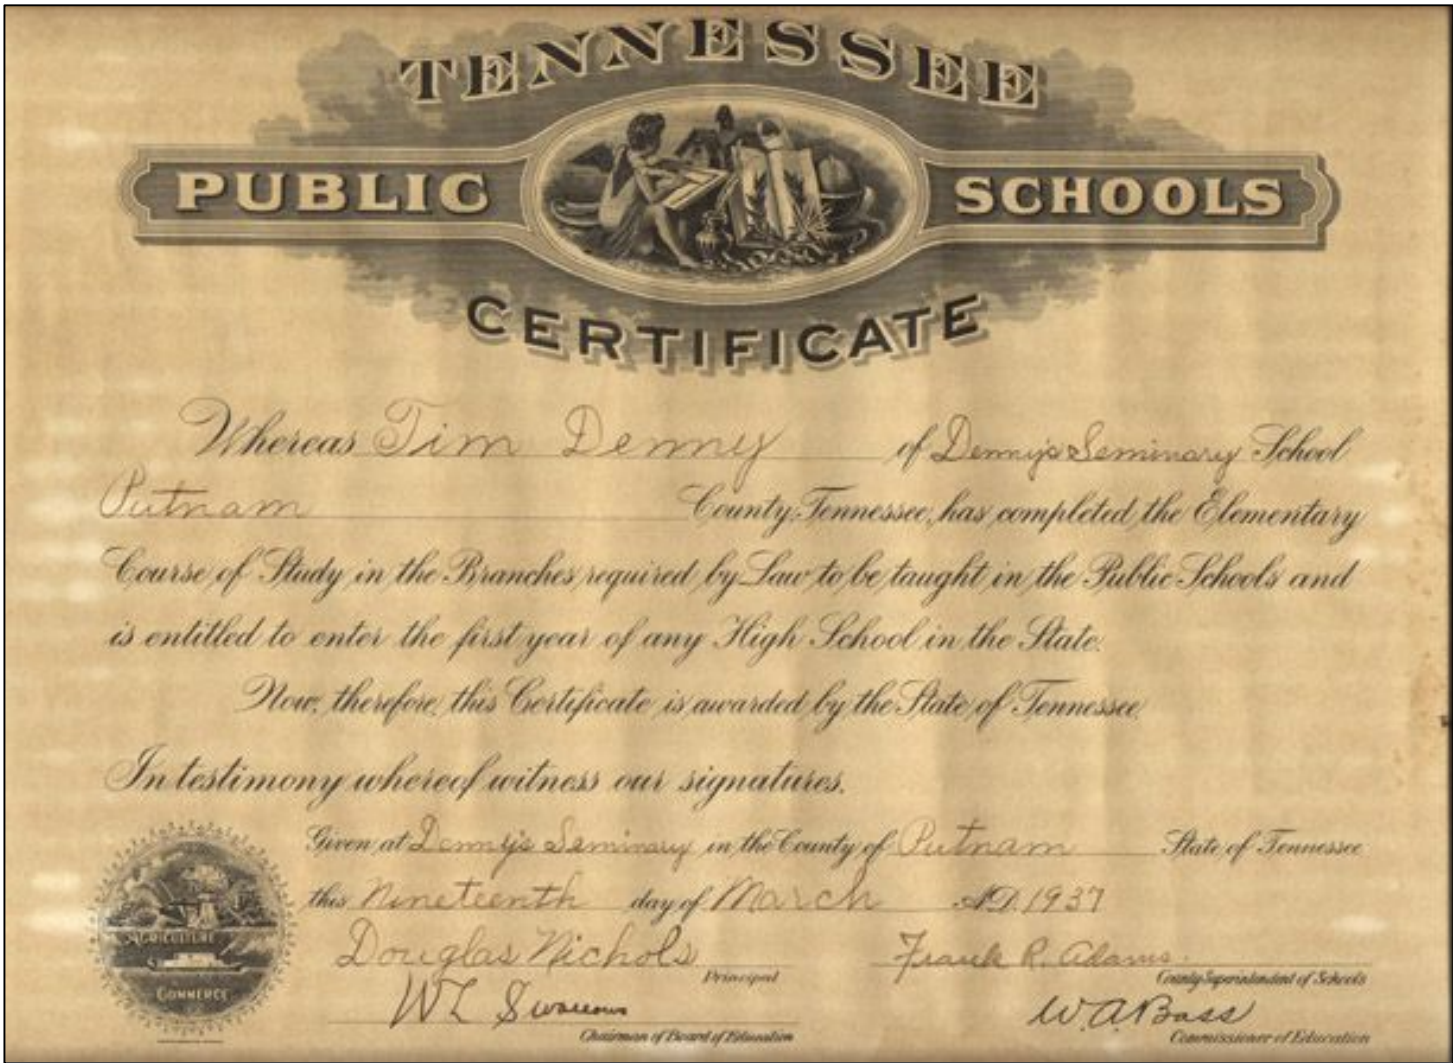 TENNESSEE
PUBLIC SCHOOLS
CERTIFICATE
Whereas Tim Denny of Denny's Seminary School
Putnam County, Tennessee, has completed the Elementary
Course of Study in the Branches required by Law to be taught in the Public Schools and
is entitled to enter the first year of any High School in the State.
Now, therefore, this Certificate is awarded by the State of Tennessee.
In testimony whereof witness our signatures.
Given at Denny's Seminary in the County of Putnam State of Tennessee
this Nineteenth day of March A.D. 1937
Douglas Nichols Frank R. Adams
Principal County Superintendent of Schools
W L W.A. Bass
Chairman of Board of Education Commissioner of Education
AGRICULTURE
COMMERCE